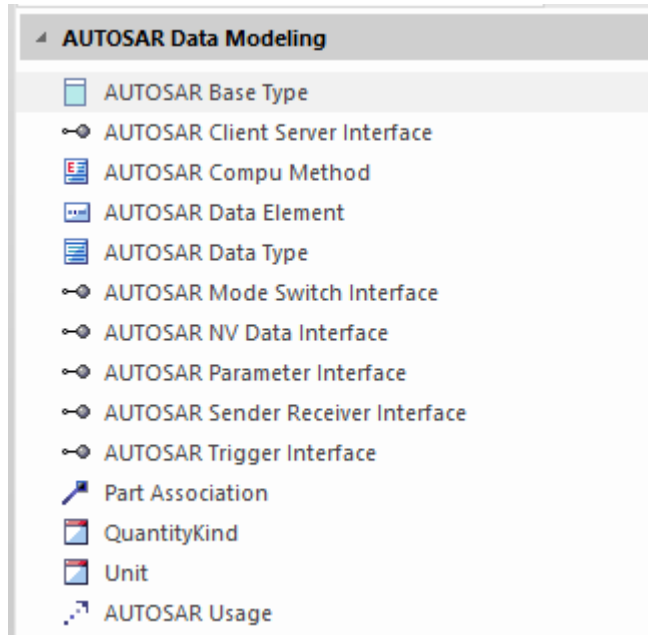 AUTOSAR Data Modeling
AUTOSAR Base Type
AUTOSAR Client Server Interface
AUTOSAR Compu Method
AUTOSAR Data Element
AUTOSAR Data Type
AUTOSAR Mode Switch Interface
AUTOSAR NV Data Interface
AUTOSAR Parameter Interface
AUTOSAR Sender Receiver Interface
AUTOSAR Trigger Interface
Part Association
QuantityKind
Unit
AUTOSAR Usage